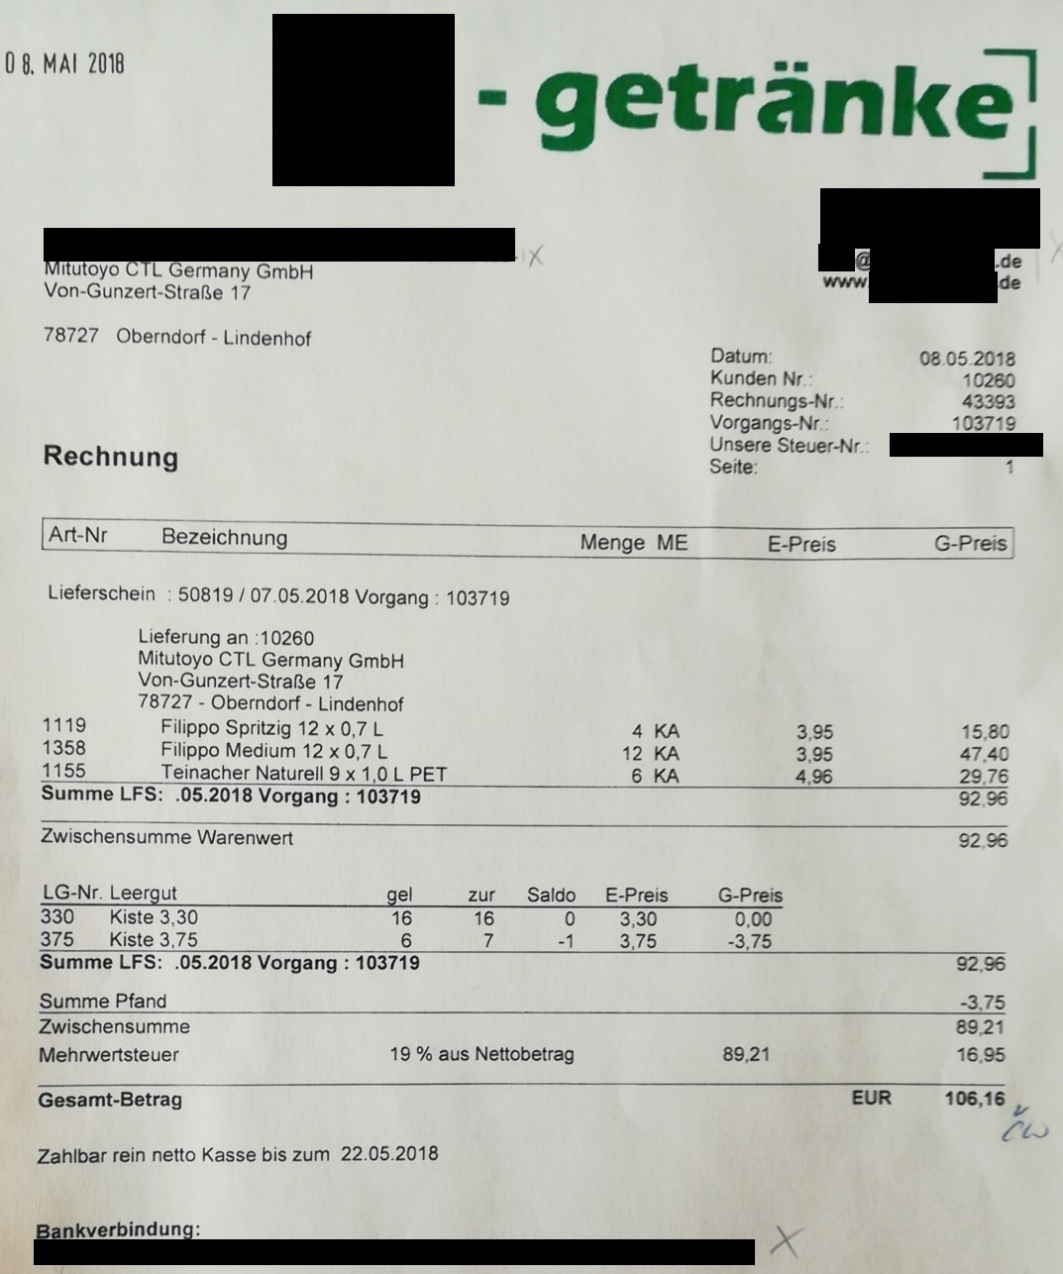 08. MAI 2018
- getränke
@ .de
www. .de
Mitutoyo CTL Germany GmbH
Von-Gunzert-Straße 17
78727 Oberndorf - Lindenhof
Datum: 08.05.2018
Kunden Nr.: 10260
Rechnungs-Nr.: 43393
Vorgangs-Nr.: 103719
Unsere Steuer-Nr.:
Seite: 1
Rechnung
Art-Nr Bezeichnung Menge ME E-Preis G-Preis
Lieferschein : 50819 / 07.05.2018 Vorgang : 103719
Lieferung an :10260
Mitutoyo CTL Germany GmbH
Von-Gunzert-Straße 17
78727 - Oberndorf - Lindenhof
1119 Filippo Spritzig 12 x 0,7 L 4 KA 3,95 15,80
1358 Filippo Medium 12 x 0,7 L 12 KA 3,95 47,40
1155 Teinacher Naturell 9 x 1,0 L PET 6 KA 4,96 29,76
Summe LFS: .05.2018 Vorgang : 103719 92,96
Zwischensumme Warenwert 92,96
LG-Nr. Leergut gel zur Saldo E-Preis G-Preis
330 Kiste 3,30 16 16 0 3,30 0,00
375 Kiste 3,75 6 7 -1 3,75 -3,75
Summe LFS: .05.2018 Vorgang : 103719 92,96
Summe Pfand -3,75
Zwischensumme 89,21
Mehrwertsteuer 19 % aus Nettobetrag 89,21 16,95
Gesamt-Betrag EUR 106,16
Zahlbar rein netto Kasse bis zum 22.05.2018
Bankverbindung: